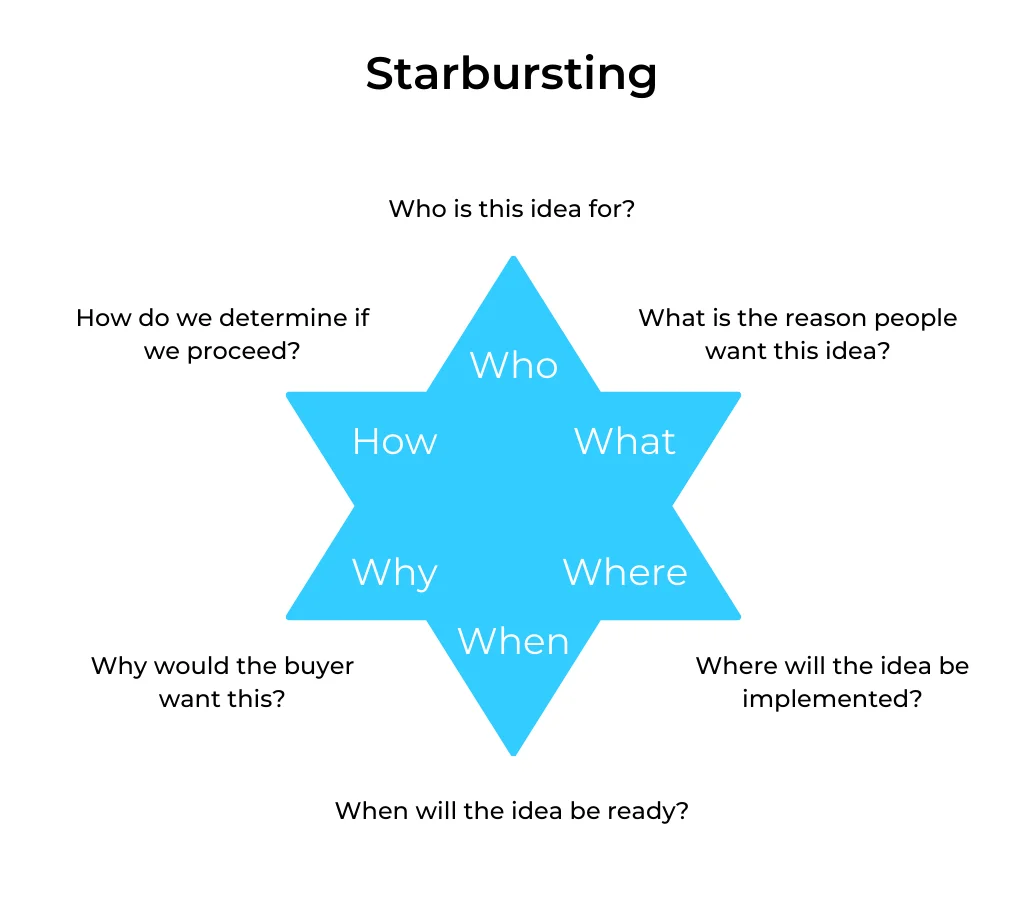 Starbursting
Who is this idea for?
How do we determine if
we proceed?
What is the reason people
want this idea?
Who
How
What
Why
Where
When
Why would the buyer
want this?
Where will the idea be
implemented?
When will the idea be ready?